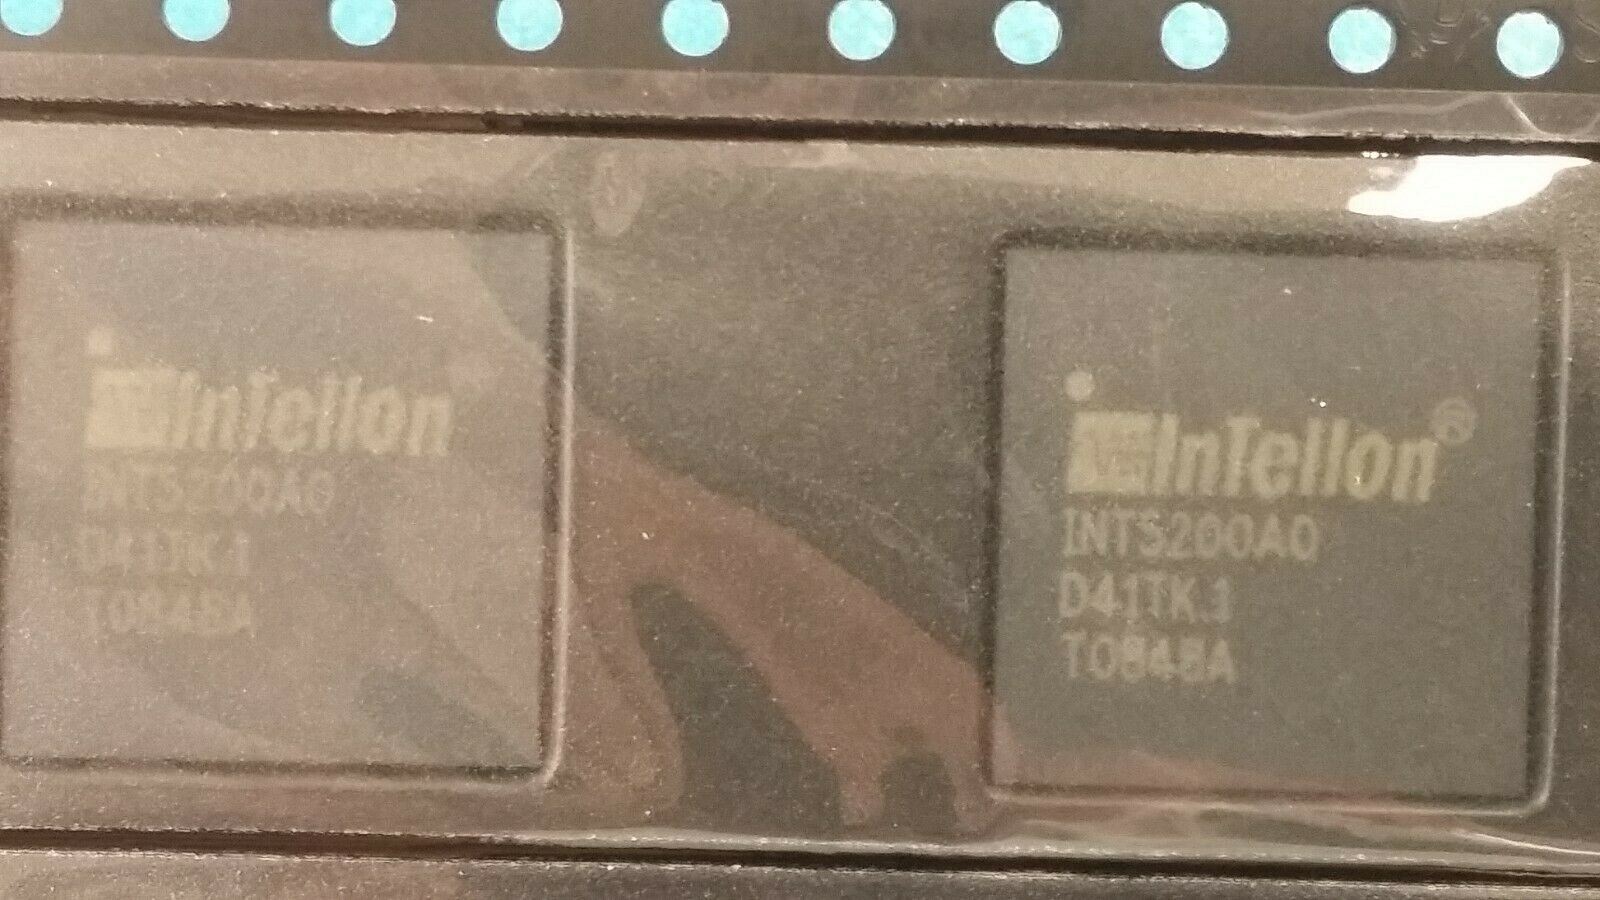 InTellon
INT5200A0
D41TK.1
T0848A
InTellon®
INT5200A0
D41TK.1
T0848A